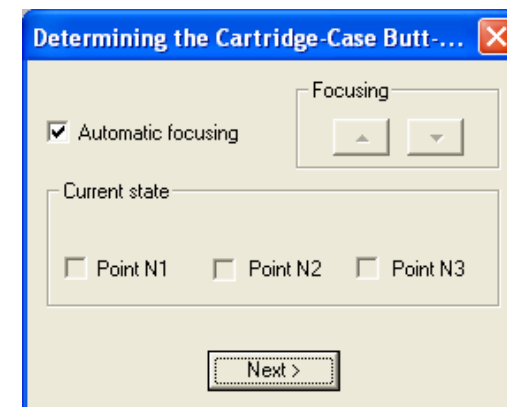 Determining the Cartridge-Case Butt-...
Focusing
Automatic focusing
Current state
Point N1 Point N2 Point N3
Next >